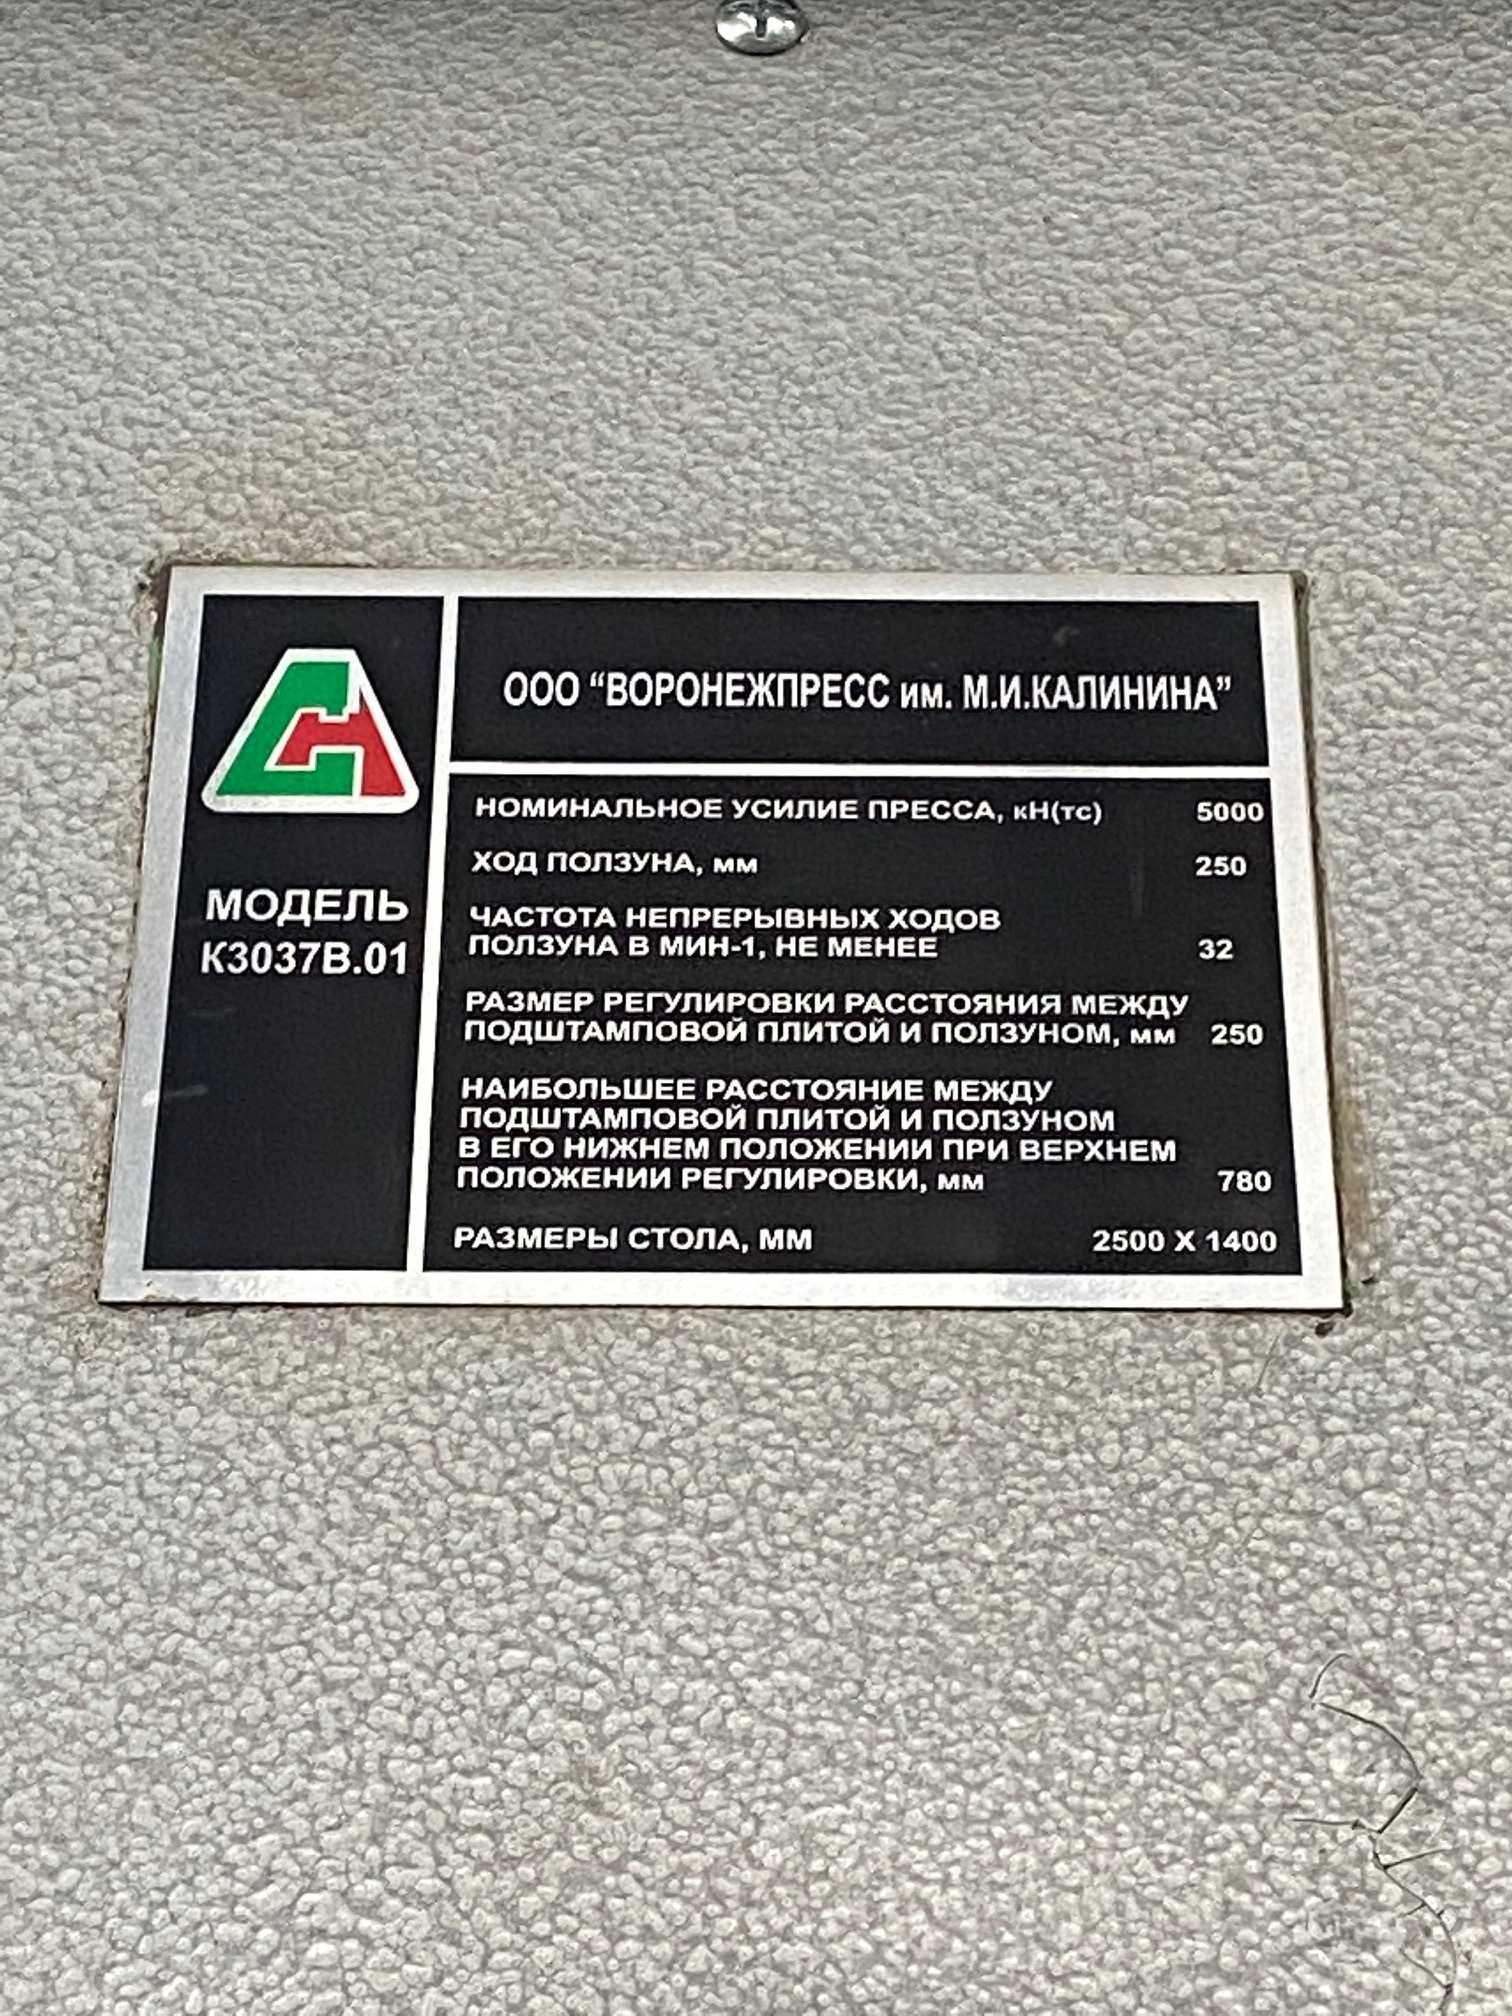 ООО “ВОРОНЕЖПРЕСС им. М.И.КАЛИНИНА”
МОДЕЛЬ
К3037В.01
НОМИНАЛЬНОЕ УСИЛИЕ ПРЕССА, кН(тс) 5000
ХОД ПОЛЗУНА, мм 250
ЧАСТОТА НЕПРЕРЫВНЫХ ХОДОВ
ПОЛЗУНА В МИН-1, НЕ МЕНЕЕ 32
РАЗМЕР РЕГУЛИРОВКИ РАССТОЯНИЯ МЕЖДУ
ПОДШТАМПОВОЙ ПЛИТОЙ И ПОЛЗУНОМ, мм 250
НАИБОЛЬШЕЕ РАССТОЯНИЕ МЕЖДУ
ПОДШТАМПОВОЙ ПЛИТОЙ И ПОЛЗУНОМ
В ЕГО НИЖНЕМ ПОЛОЖЕНИИ ПРИ ВЕРХНЕМ
ПОЛОЖЕНИИ РЕГУЛИРОВКИ, мм 780
РАЗМЕРЫ СТОЛА, ММ 2500 Х 1400